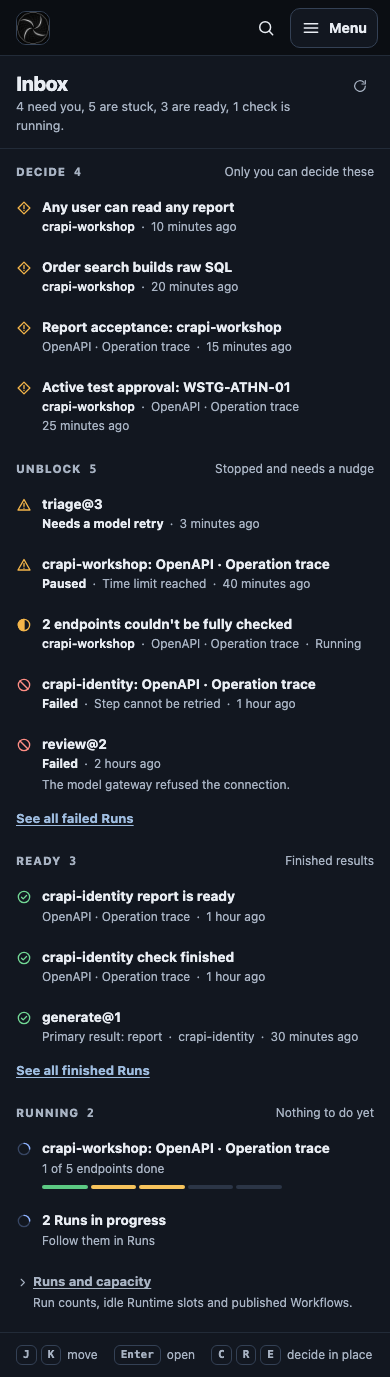 Menu
Inbox
4 need you, 5 are stuck, 3 are ready, 1 check is
running.
DECIDE 4 Only you can decide these
Any user can read any report
crapi-workshop · 10 minutes ago
Order search builds raw SQL
crapi-workshop · 20 minutes ago
Report acceptance: crapi-workshop
OpenAPI · Operation trace · 15 minutes ago
Active test approval: WSTG-ATHN-01
crapi-workshop · OpenAPI · Operation trace
25 minutes ago
UNBLOCK 5 Stopped and needs a nudge
triage@3
Needs a model retry · 3 minutes ago
crapi-workshop: OpenAPI · Operation trace
Paused · Time limit reached · 40 minutes ago
2 endpoints couldn't be fully checked
crapi-workshop · OpenAPI · Operation trace · Running
crapi-identity: OpenAPI · Operation trace
Failed · Step cannot be retried · 1 hour ago
review@2
Failed · 2 hours ago
The model gateway refused the connection.
See all failed Runs
READY 3 Finished results
crapi-identity report is ready
OpenAPI · Operation trace · 1 hour ago
crapi-identity check finished
OpenAPI · Operation trace · 1 hour ago
generate@1
Primary result: report · crapi-identity · 30 minutes ago
See all finished Runs
RUNNING 2 Nothing to do yet
crapi-workshop: OpenAPI · Operation trace
1 of 5 endpoints done
2 Runs in progress
Follow them in Runs
Runs and capacity
Run counts, idle Runtime slots and published Workflows.
J K move Enter open C R E decide in place